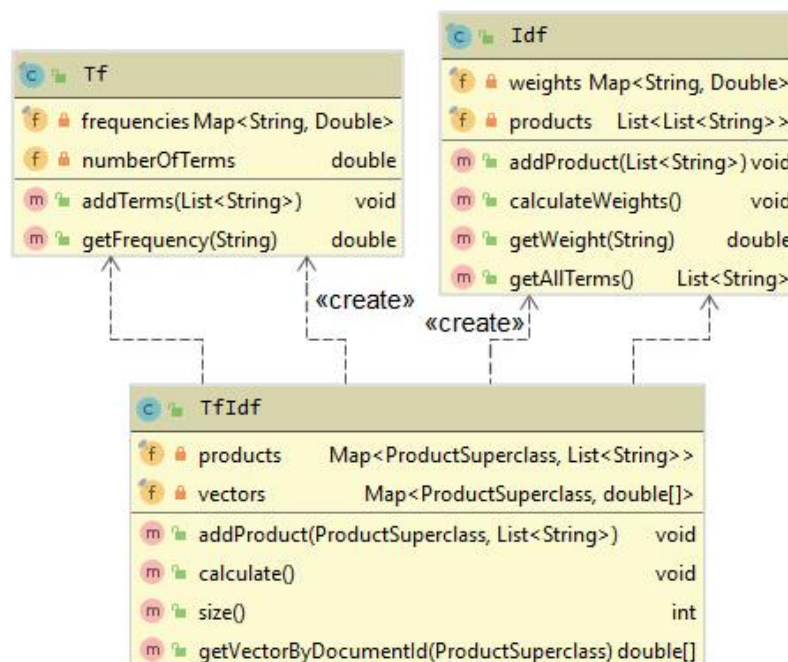 Tf
frequencies Map<String, Double>
numberOfTerms double
addTerms(List<String>) void
getFrequency(String) double
Idf
weights Map<String, Double>
products List<List<String>>
addProduct(List<String>) void
calculateWeights() void
getWeight(String) double
getAllTerms() List<String>
«create»
«create»
TfIdf
products Map<ProductSuperclass, List<String>>
vectors Map<ProductSuperclass, double[]>
addProduct(ProductSuperclass, List<String>) void
calculate() void
size() int
getVectorByDocumentId(ProductSuperclass) double[]